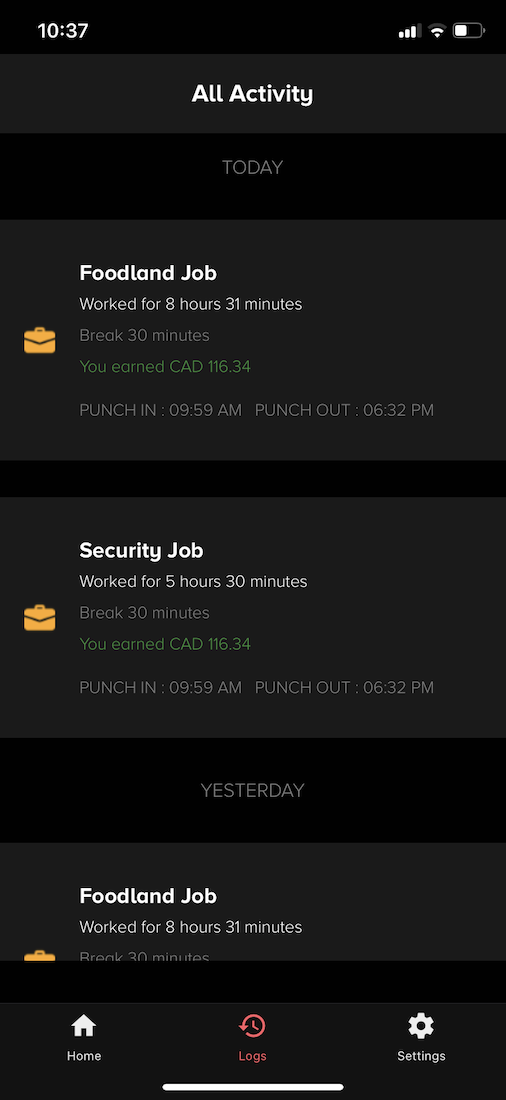 10:37
All Activity
TODAY
Foodland Job
Worked for 8 hours 31 minutes
Break 30 minutes
You earned CAD 116.34
PUNCH IN : 09:59 AM PUNCH OUT : 06:32 PM
Security Job
Worked for 5 hours 30 minutes
Break 30 minutes
You earned CAD 116.34
PUNCH IN : 09:59 AM PUNCH OUT : 06:32 PM
YESTERDAY
Foodland Job
Worked for 8 hours 31 minutes
Break 30 minutes
Home Logs Settings